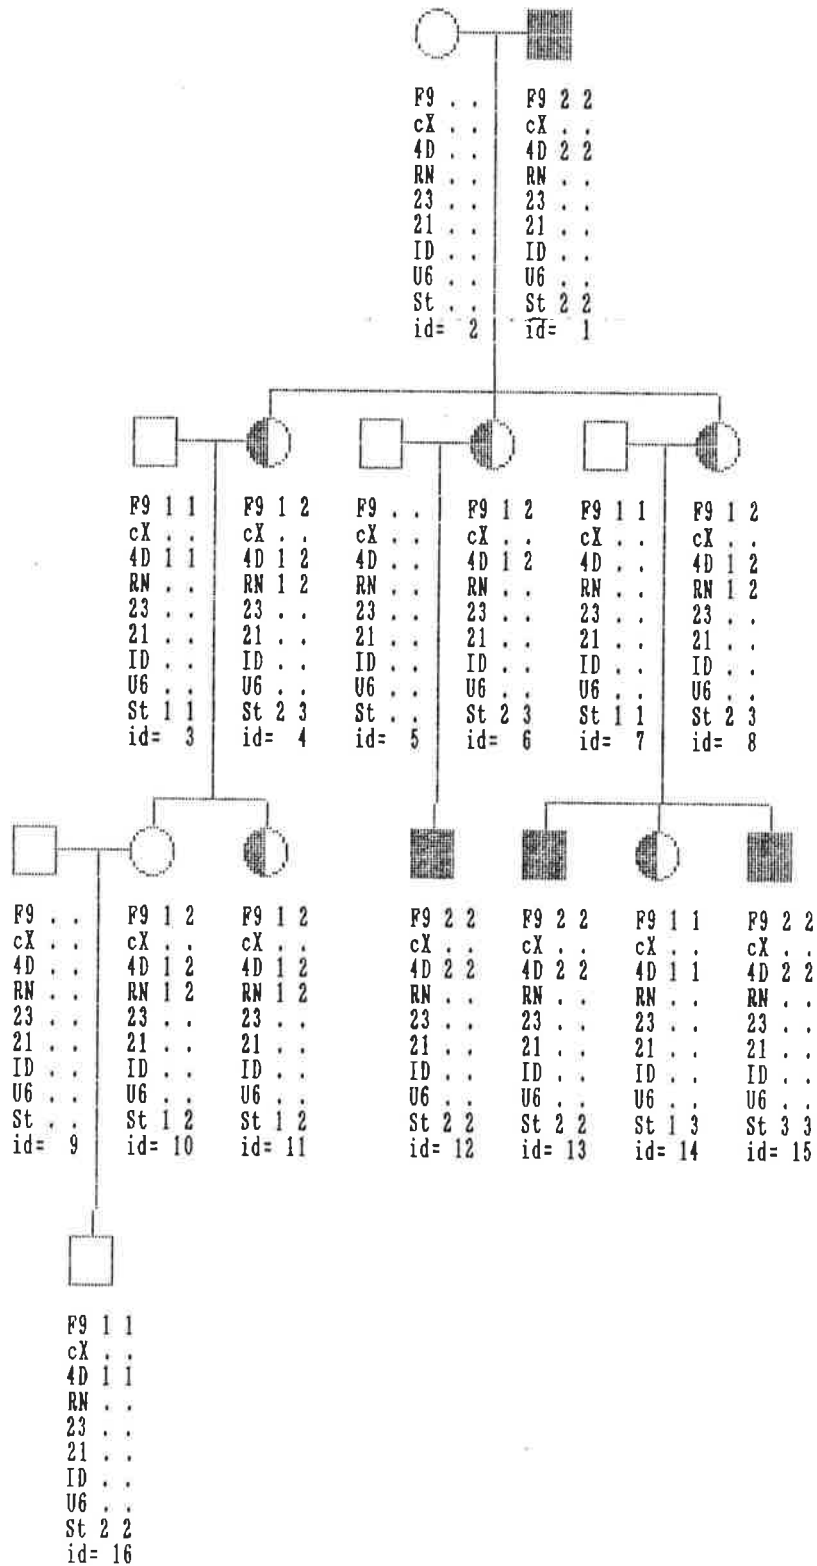 F9 . .
cX . .
4D . .
RN . .
23 . .
21 . .
ID . .
U6 . .
St . .
id= 2
F9 2 2
cX . .
4D 2 2
RN . .
23 . .
21 . .
ID . .
U6 . .
St 2 2
id= 1
F9 1 1
cX . .
4D 1 1
RN . .
23 . .
21 . .
ID . .
U6 . .
St 1 1
id= 3
F9 1 2
cX . .
4D 1 2
RN 1 2
23 . .
21 . .
ID . .
U6 . .
St 2 3
id= 4
F9 . .
cX . .
4D . .
RN . .
23 . .
21 . .
ID . .
U6 . .
St . .
id= 5
F9 1 2
cX . .
4D 1 2
RN . .
23 . .
21 . .
ID . .
U6 . .
St 2 3
id= 6
F9 1 1
cX . .
4D 1 1
RN . .
23 . .
21 . .
ID . .
U6 . .
St 1 1
id= 7
F9 1 2
cX . .
4D 1 2
RN 1 2
23 . .
21 . .
ID . .
U6 . .
St 2 3
id= 8
F9 . .
cX . .
4D . .
RN . .
23 . .
21 . .
ID . .
U6 . .
St . .
id= 9
F9 1 2
cX . .
4D 1 2
RN 1 2
23 . .
21 . .
ID . .
U6 . .
St 1 2
id= 10
F9 1 2
cX . .
4D 1 2
RN 1 2
23 . .
21 . .
ID . .
U6 . .
St 1 2
id= 11
F9 2 2
cX . .
4D 2 2
RN . .
23 . .
21 . .
ID . .
U6 . .
St 2 2
id= 12
F9 2 2
cX . .
4D 2 2
RN . .
23 . .
21 . .
ID . .
U6 . .
St 2 2
id= 13
F9 1 1
cX . .
4D 1 1
RN . .
23 . .
21 . .
ID . .
U6 . .
St 1 3
id= 14
F9 2 2
cX . .
4D 2 2
RN . .
23 . .
21 . .
ID . .
U6 . .
St 3 3
id= 15
F9 1 1
cX . .
4D 1 1
RN . .
23 . .
21 . .
ID . .
U6 . .
St 2 2
id= 16